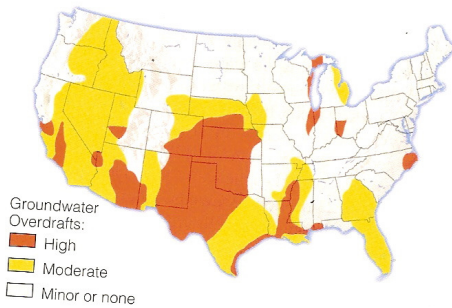 Groundwater
Overdrafts:
High
Moderate
Minor or none